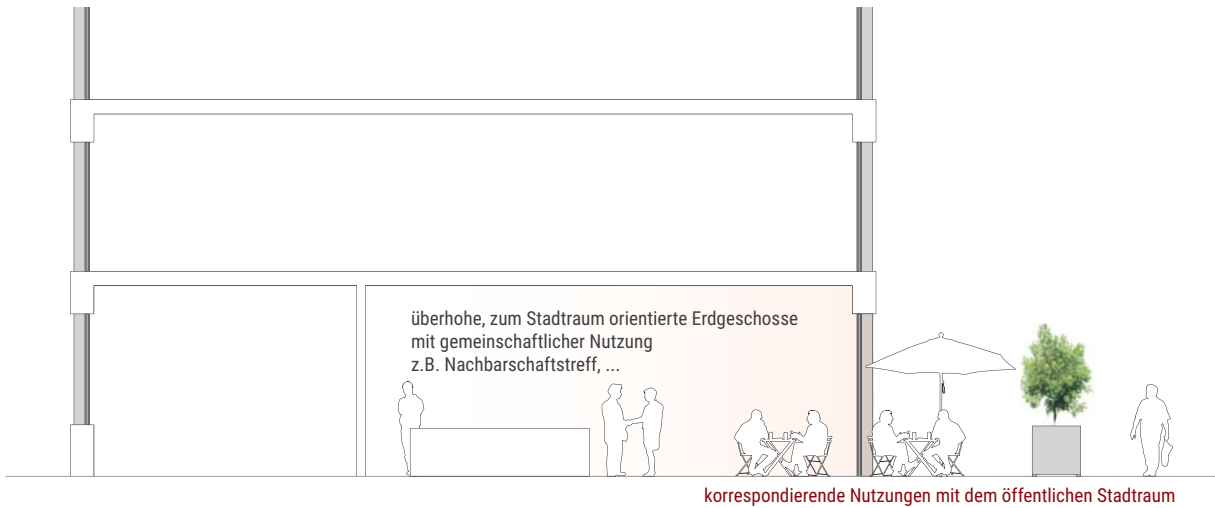 überhohe, zum Stadtraum orientierte Erdgeschosse
mit gemeinschaftlicher Nutzung
z.B. Nachbarschaftstreff, ...
korrespondierende Nutzungen mit dem öffentlichen Stadtraum